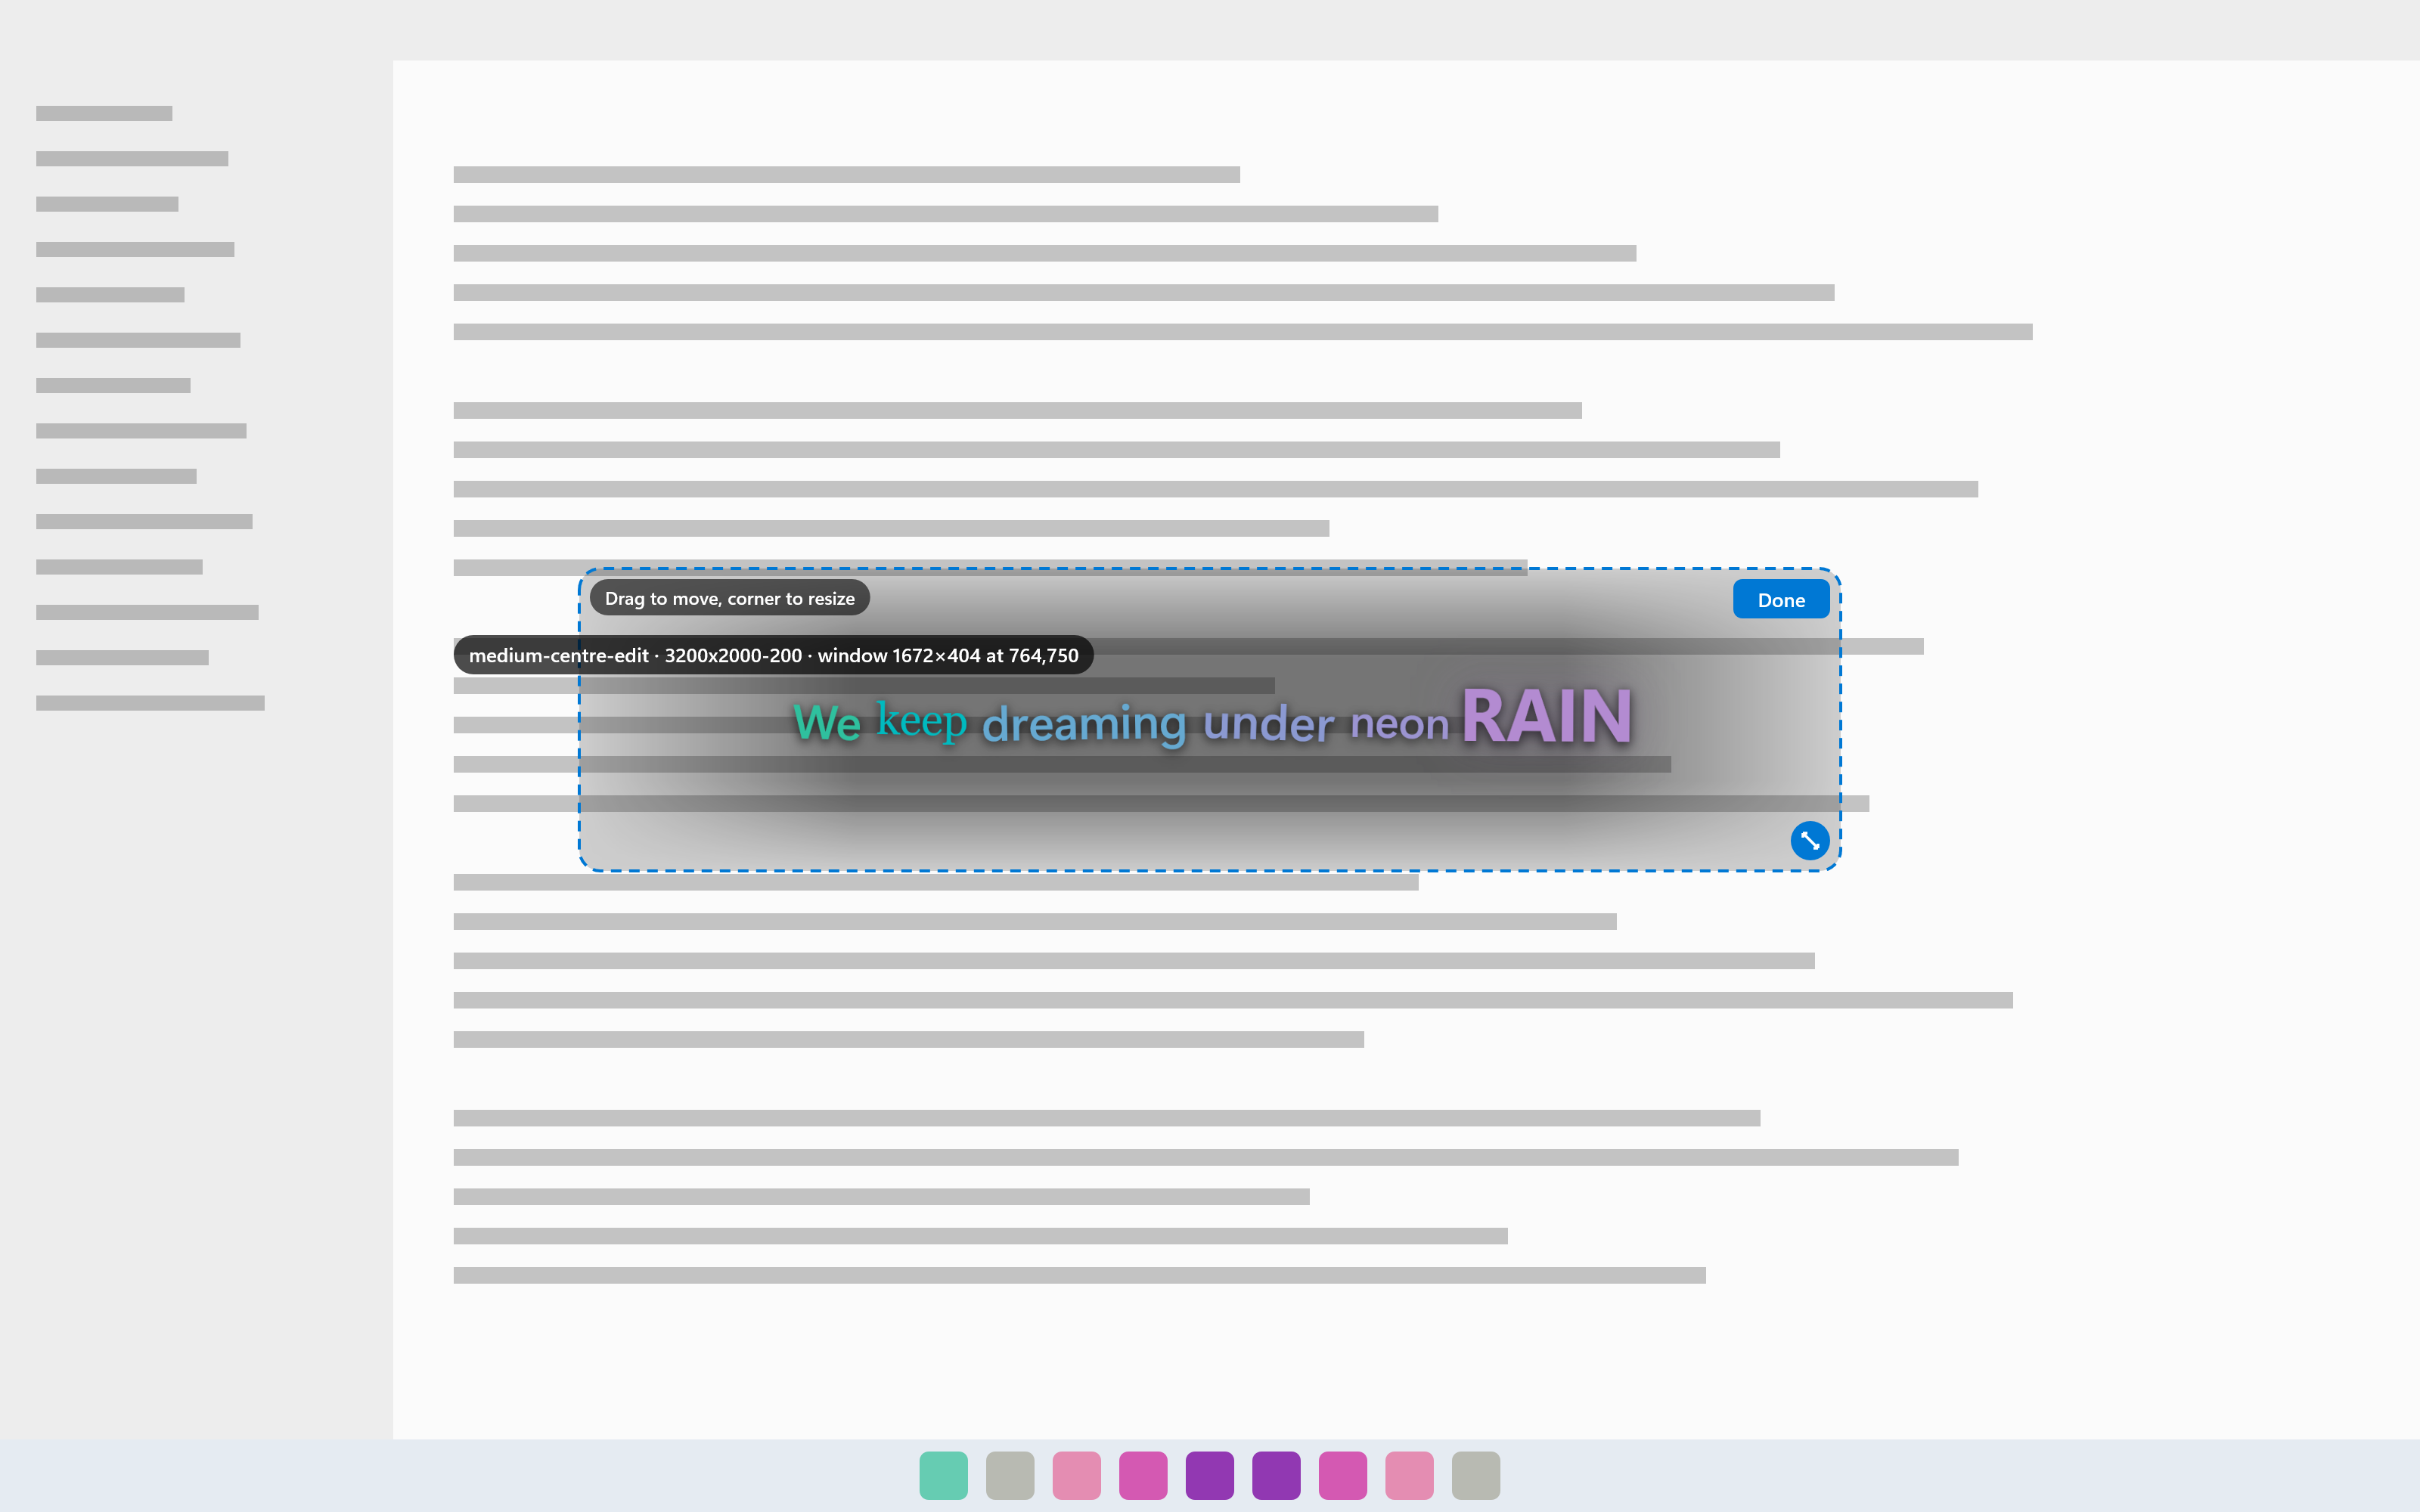 Drag to move, corner to resize
Done
medium-centre-edit · 3200x2000-200 · window 1672×404 at 764,750
We keep dreaming under neon RAIN